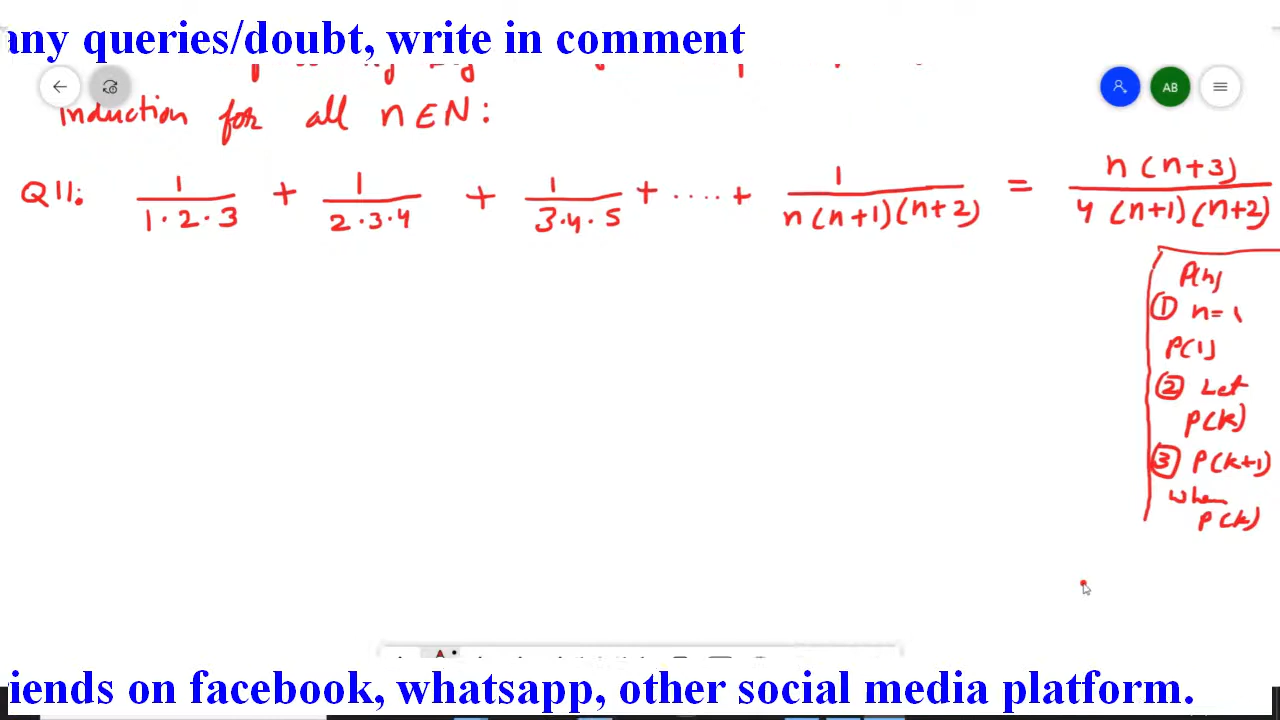 any queries/doubt, write in comment
AB
induction for all n ∈ N:
Q11: 1/(1·2·3) + 1/(2·3·4) + 1/(3·4·5) + ..... + 1/(n(n+1)(n+2)) = n(n+3)/(4(n+1)(n+2))
P(n)
① n=1
P(1)
② Let
P(k)
③ P(k+1)
when
P(k)
iends on facebook, whatsapp, other social media platform.